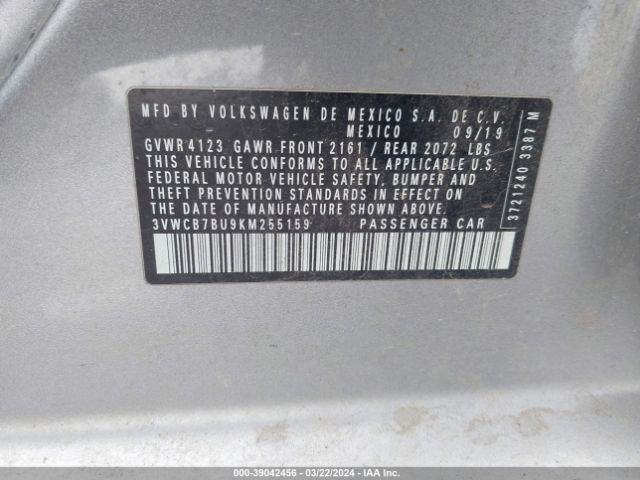 MFD BY VOLKSWAGEN DE MEXICO S.A. DE C.V.
MEXICO 09/19
GVWR 4123 GAWR FRONT 2161 / REAR 2072 LBS
THIS VEHICLE CONFORMS TO ALL APPLICABLE U.S.
FEDERAL MOTOR VEHICLE SAFETY, BUMPER AND
THEFT PREVENTION STANDARDS IN EFFECT ON
THE DATE OF MANUFACTURE SHOWN ABOVE.
3VWCB7BU9KM255159 PASSENGER CAR
3721240 3387 M
© - 39042456 - 03/22/2024 - IAA Inc.